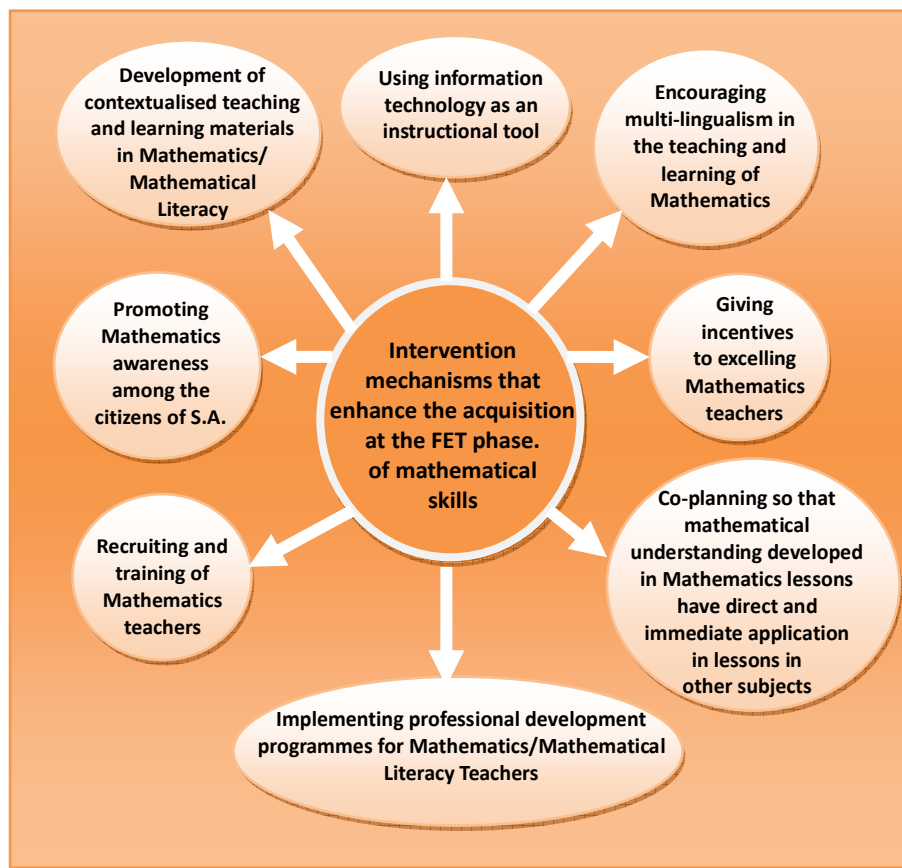 Development of
contextualised teaching
and learning materials
in Mathematics/
Mathematical
Literacy
Using information
technology as an
instructional tool
Encouraging
multi-lingualism in
the teaching and
learning of
Mathematics
Promoting
Mathematics
awareness
among the
citizens of S.A.
Intervention
mechanisms that
enhance the acquisition
at the FET phase.
of mathematical
skills
Giving
incentives
to excelling
Mathematics
teachers
Recruiting and
training of
Mathematics
teachers
Co-planning so that
mathematical
understanding developed
in Mathematics lessons
have direct and
immediate application
in lessons in
other subjects
Implementing professional development
programmes for Mathematics/Mathematical
Literacy Teachers